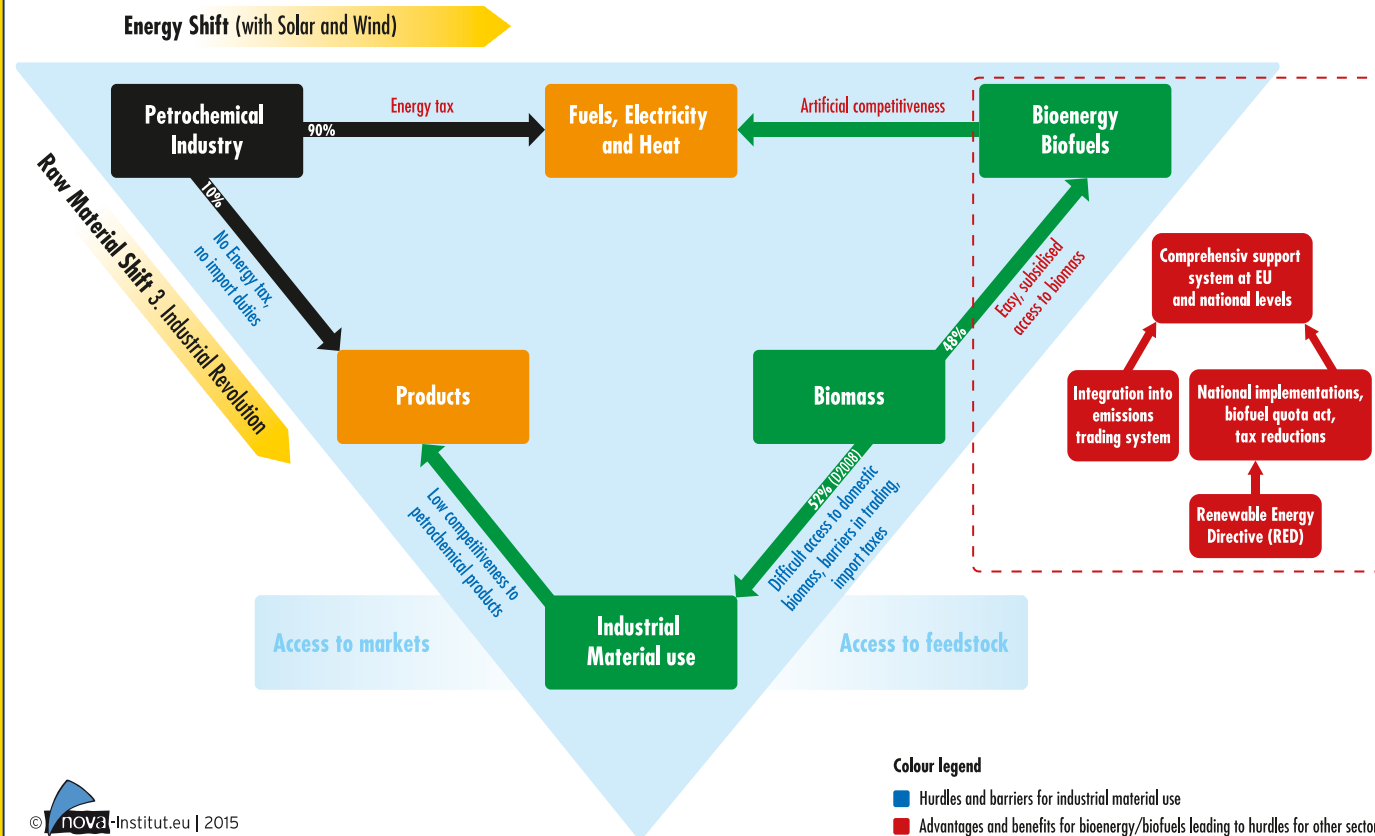 Energy Shift (with Solar and Wind)
Petrochemical
Industry
90%
Energy tax
Fuels, Electricity
and Heat
Artificial competitiveness
Bioenergy
Biofuels
10%
No Energy tax,
no import duties
Raw Material Shift 3. Industrial Revolution
Easy, subsidised
access to biomass
48%
Comprehensiv support
system at EU
and national levels
Integration into
emissions
trading system
National implementations,
biofuel quota act,
tax reductions
Renewable Energy
Directive (RED)
Products
Biomass
52% (D2008)
Difficult access to domestic
biomass, barriers in trading,
import taxes
Low competitiveness to
petrochemical products
Access to markets
Industrial
Material use
Access to feedstock
Colour legend
Hurdles and barriers for industrial material use
Advantages and benefits for bioenergy/biofuels leading to hurdles for other sector
© nova-Institut.eu | 2015